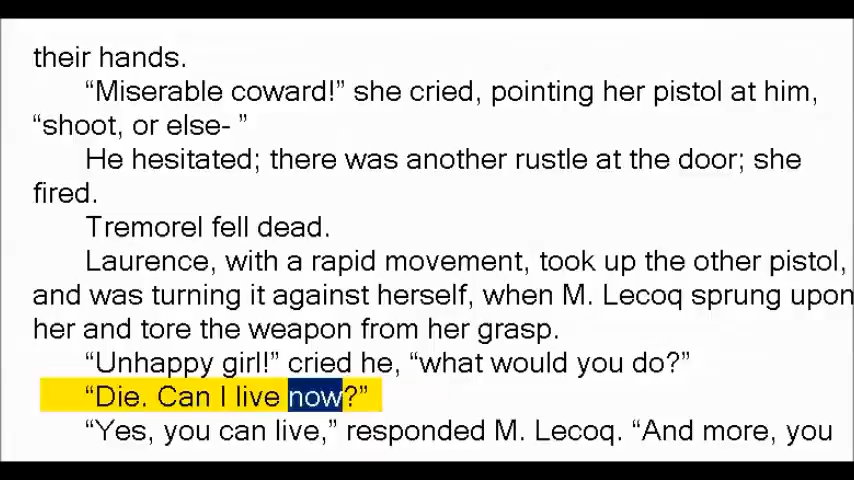 their hands.
“Miserable coward!” she cried, pointing her pistol at him,
“shoot, or else- ”
He hesitated; there was another rustle at the door; she
fired.
Tremorel fell dead.
Laurence, with a rapid movement, took up the other pistol,
and was turning it against herself, when M. Lecoq sprung upon
her and tore the weapon from her grasp.
“Unhappy girl!” cried he, “what would you do?”
“Die. Can I live now?”
“Yes, you can live,” responded M. Lecoq. “And more, you